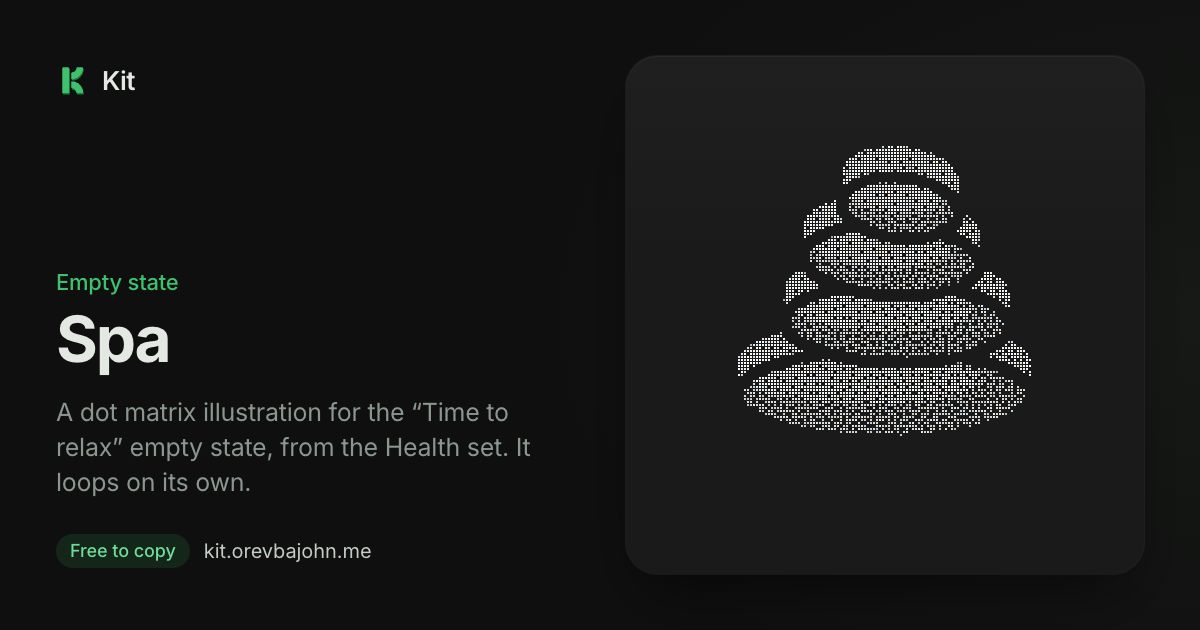 Kit
Empty state
Spa
A dot matrix illustration for the “Time to
relax” empty state, from the Health set. It
loops on its own.
Free to copy
kit.orevbajohn.me